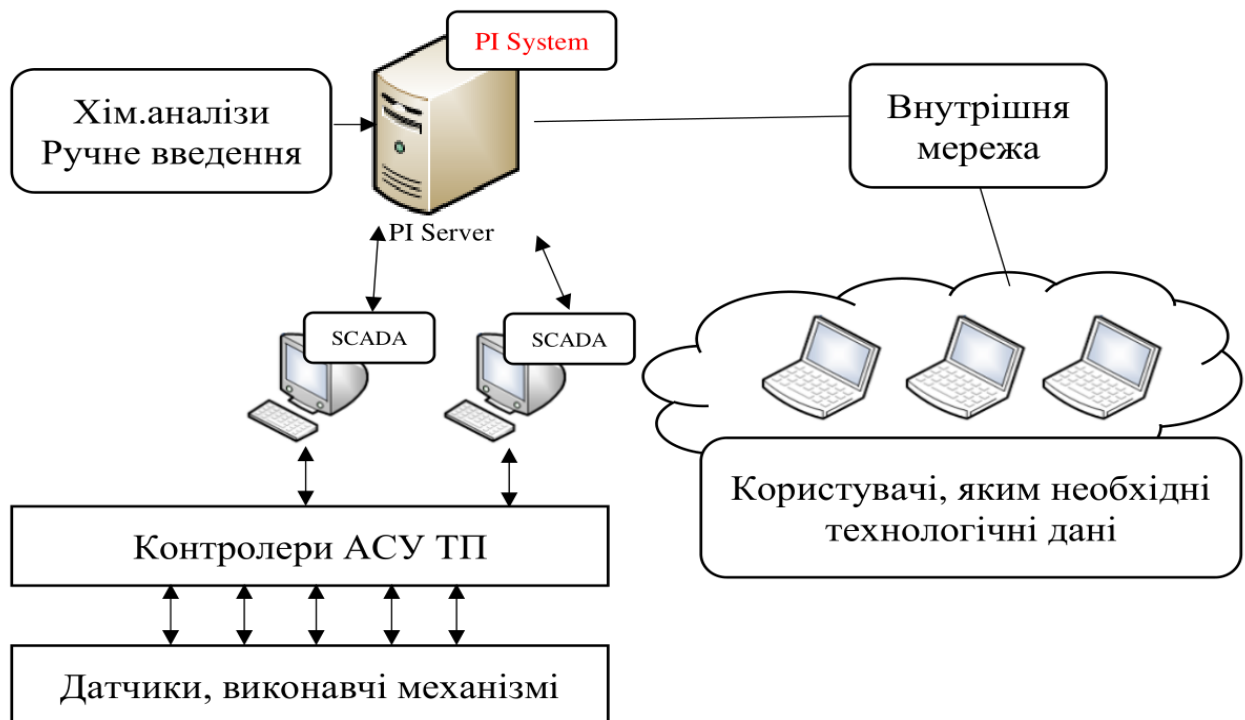 PI System
Хім.аналізи
Ручне введення
Внутрішня
мережа
PI Server
SCADA
SCADA
Користувачі, яким необхідні
технологічні дані
Контролери АСУ ТП
Датчики, виконавчі механізмі